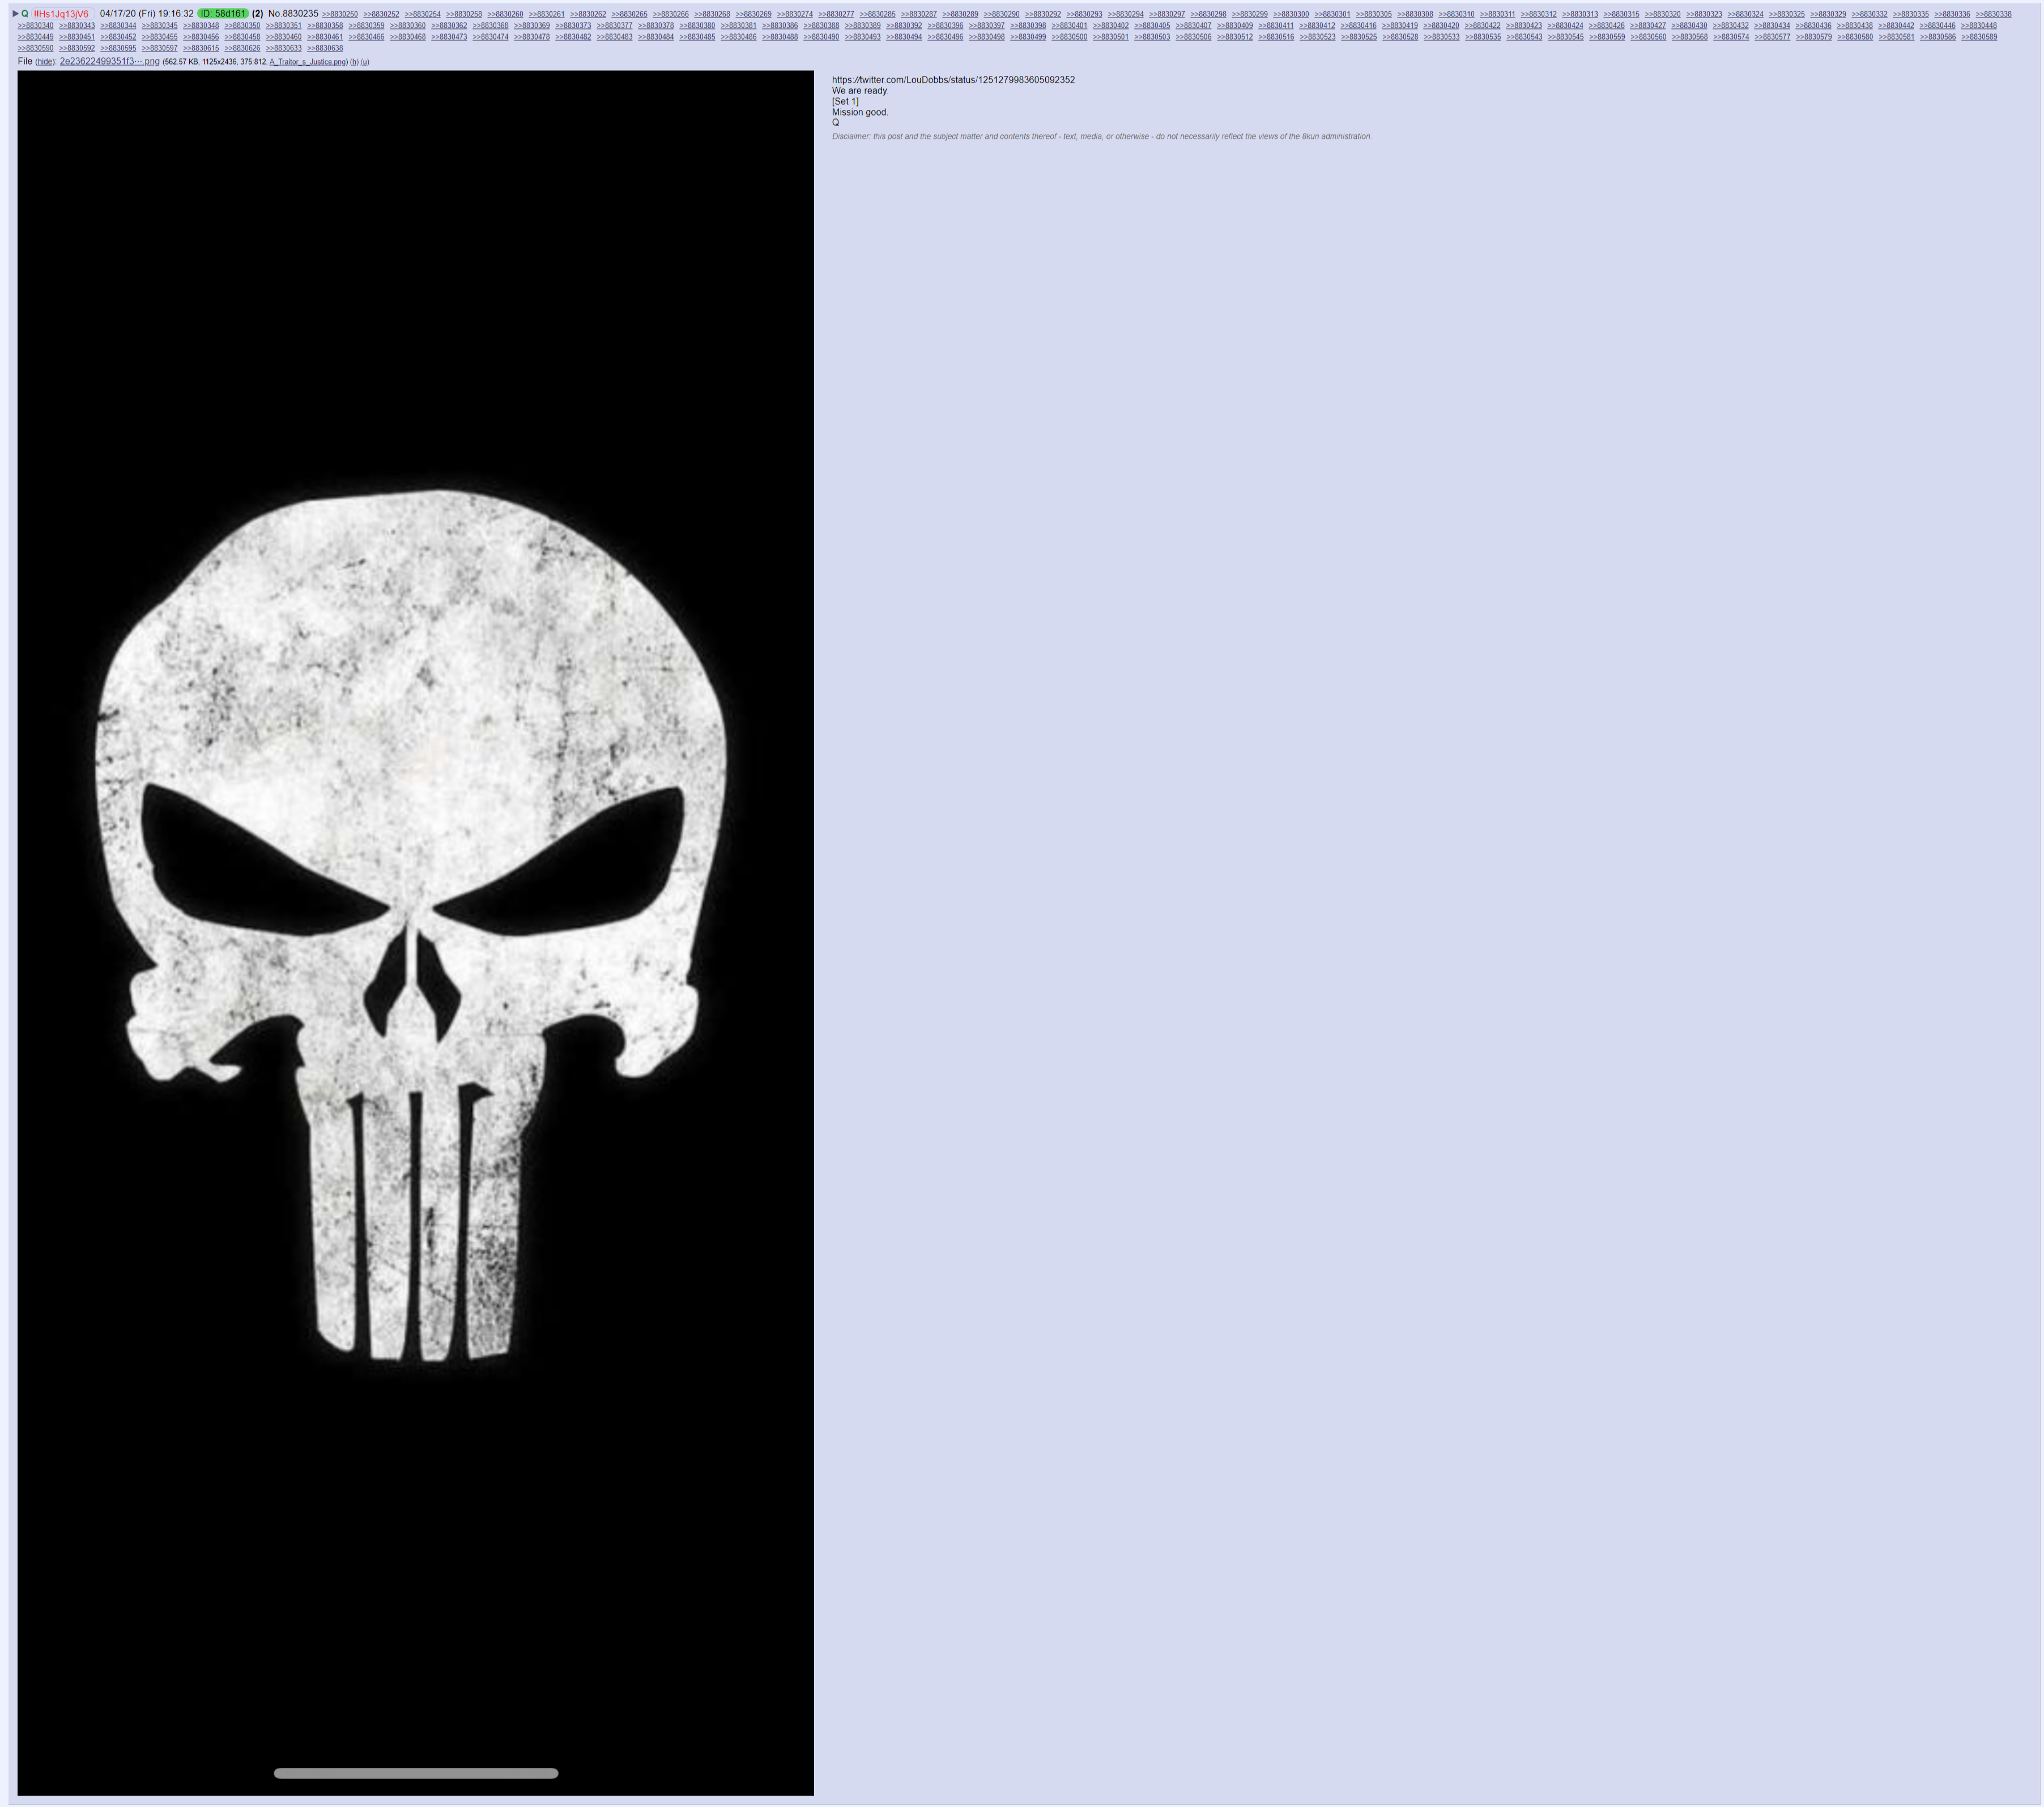 ▶ Q !!Hs1Jq13jV6 04/17/20 (Fri) 19:16:32 ID: 58d161 (2) No.8830235 >>8830250 >>8830252 >>8830254 >>8830258 >>8830260 >>8830261 >>8830262 >>8830265 >>8830266 >>8830268 >>8830269 >>8830274 >>8830277 >>8830285 >>8830287 >>8830289 >>8830290 >>8830292 >>8830293 >>8830294 >>8830297 >>8830298 >>8830299 >>8830300 >>8830301 >>8830305 >>8830308 >>8830310 >>8830311 >>8830312 >>8830313 >>8830315 >>8830320 >>8830323 >>8830324 >>8830325 >>8830329 >>8830332 >>8830335 >>8830336 >>8830338
>>8830340 >>8830343 >>8830344 >>8830345 >>8830348 >>8830350 >>8830351 >>8830358 >>8830359 >>8830360 >>8830362 >>8830368 >>8830369 >>8830373 >>8830377 >>8830378 >>8830380 >>8830381 >>8830386 >>8830388 >>8830389 >>8830392 >>8830396 >>8830397 >>8830398 >>8830401 >>8830402 >>8830405 >>8830407 >>8830409 >>8830411 >>8830412 >>8830416 >>8830419 >>8830420 >>8830422 >>8830423 >>8830424 >>8830426 >>8830427 >>8830430 >>8830432 >>8830434 >>8830436 >>8830438 >>8830442 >>8830446 >>8830448
>>8830449 >>8830451 >>8830452 >>8830455 >>8830456 >>8830458 >>8830460 >>8830461 >>8830466 >>8830468 >>8830473 >>8830474 >>8830478 >>8830482 >>8830483 >>8830484 >>8830485 >>8830486 >>8830488 >>8830490 >>8830493 >>8830494 >>8830496 >>8830498 >>8830499 >>8830500 >>8830501 >>8830503 >>8830506 >>8830512 >>8830516 >>8830523 >>8830525 >>8830528 >>8830533 >>8830535 >>8830543 >>8830545 >>8830559 >>8830560 >>8830568 >>8830574 >>8830577 >>8830579 >>8830580 >>8830581 >>8830586 >>8830589
>>8830590 >>8830592 >>8830595 >>8830597 >>8830615 >>8830626 >>8830633 >>8830638
File (hide): 2e23622499351f3⋯.png (562.57 KB, 1125x2436, 375:812, A_Traitor_s_Justice.png) (h) (u)
https://twitter.com/LouDobbs/status/1251279983605092352
We are ready.
[Set 1]
Mission good.
Q
Disclaimer: this post and the subject matter and contents thereof - text, media, or otherwise - do not necessarily reflect the views of the 8kun administration.